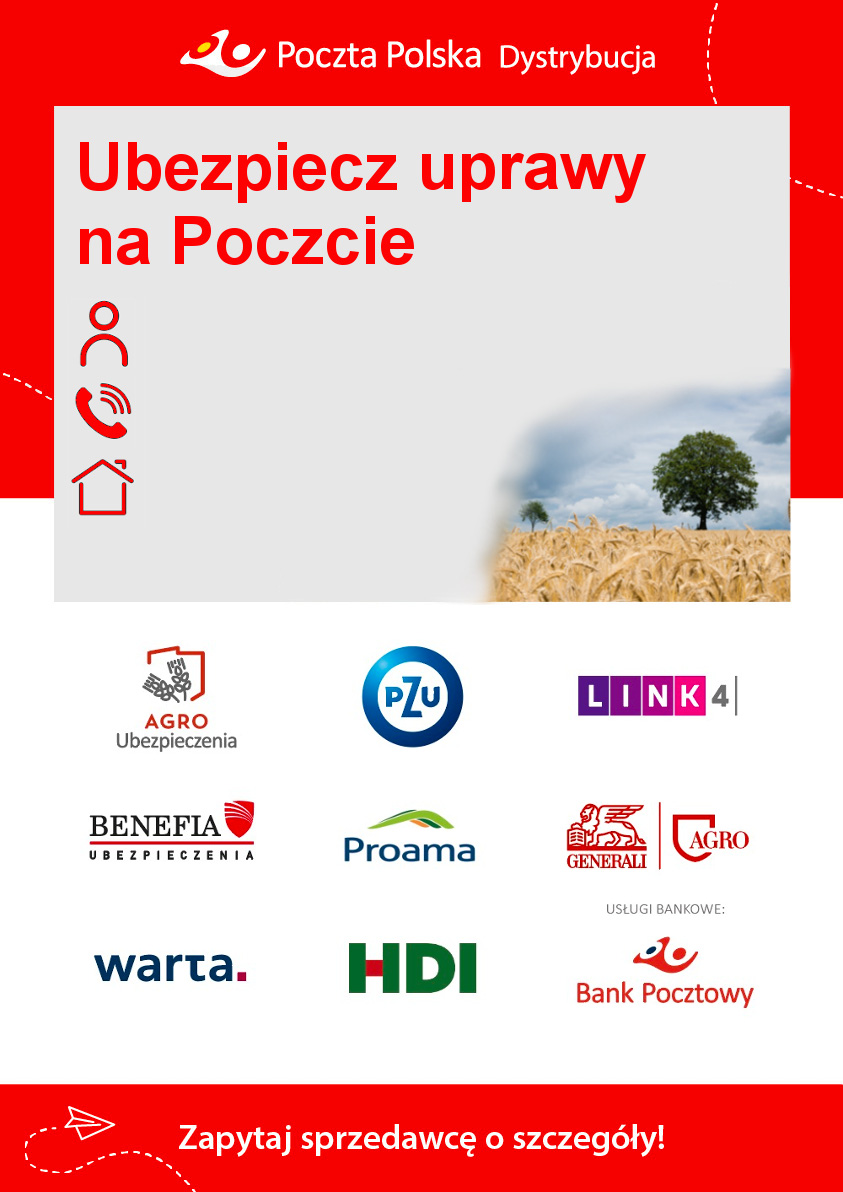 Poczta Polska Dystrybucja
Ubezpiecz uprawy
na Poczcie
AGRO
Ubezpieczenia
PZU
LINK4
BENEFIA
UBEZPIECZENIA
Proama
GENERALI
AGRO
USŁUGI BANKOWE:
warta.
HDI
Bank Pocztowy
Zapytaj sprzedawcę o szczegóły!